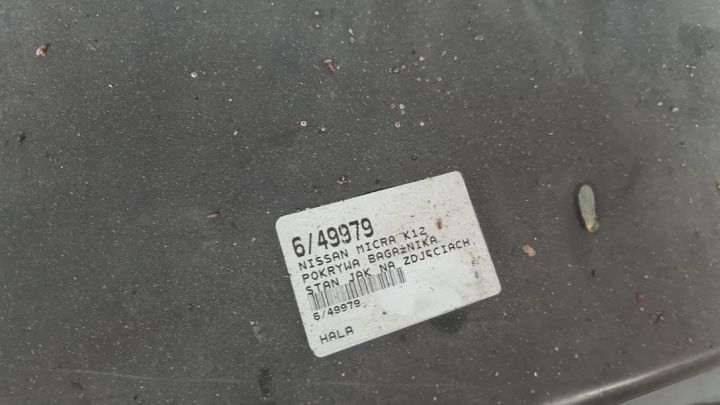 6/49979
NISSAN MICRA K12
POKRYWA BAGAŻNIKA
STAN JAK NA ZDJĘCIACH
6/49979
HALA